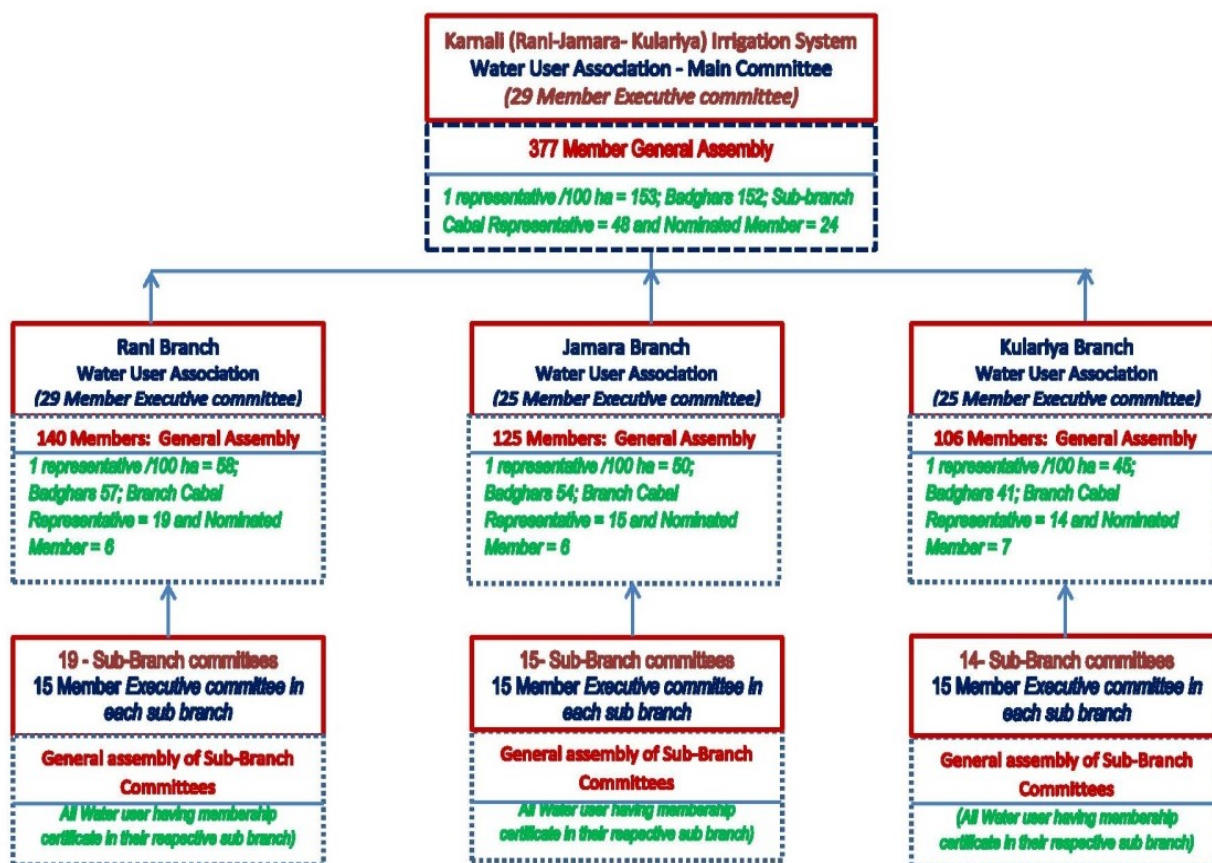 Karnali (Rani-Jamara- Kulariya) Irrigation System
Water User Association - Main Committee
(29 Member Executive committee)
377 Member General Assembly
1 representative /100 ha = 153; Badghars 152; Sub-branch
Cabal Representative = 48 and Nominated Member = 24
Rani Branch
Water User Association
(29 Member Executive committee)
140 Members: General Assembly
1 representative /100 ha = 58;
Badghars 57; Branch Cabal
Representative = 19 and Nominated
Member = 6
Jamara Branch
Water User Association
(25 Member Executive committee)
125 Members: General Assembly
1 representative /100 ha = 50;
Badghars 54; Branch Cabal
Representative = 15 and Nominated
Member = 6
Kulariya Branch
Water User Association
(25 Member Executive committee)
106 Members: General Assembly
1 representative /100 ha = 45;
Badghars 41; Branch Cabal
Representative = 14 and Nominated
Member = 7
19 - Sub-Branch committees
15 Member Executive committee in
each sub branch
General assembly of Sub-Branch
Committees
(All Water user having membership
certificate in their respective sub branch)
15- Sub-Branch committees
15 Member Executive committee in
each sub branch
General assembly of Sub-Branch
Committees
(All Water user having membership
certificate in their respective sub branch)
14- Sub-Branch committees
15 Member Executive committee in
each sub branch
General assembly of Sub-Branch
Committees
(All Water user having membership
certificate in their respective sub branch)